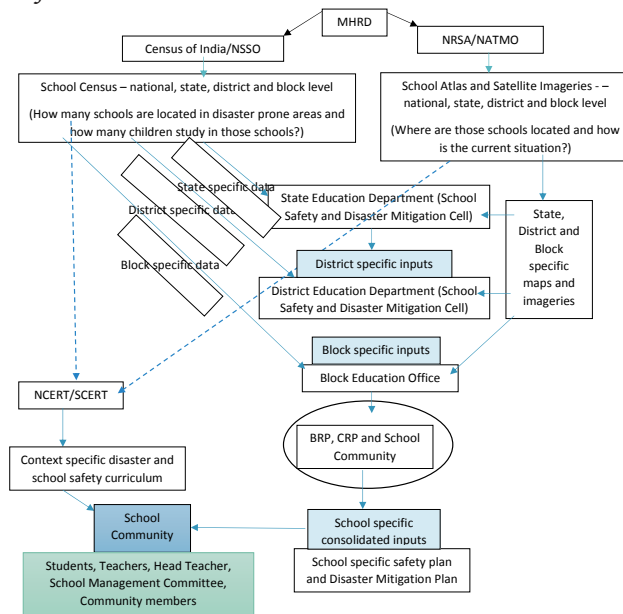 MHRD
Census of India/NSSO
NRSA/NATMO
School Census – national, state, district and block level
(How many schools are located in disaster prone areas and
how many children study in those schools?)
School Atlas and Satellite Imageries - –
national, state, district and block level
(Where are those schools located and how
is the current situation?)
State specific data
District specific data
Block specific data
State Education Department (School
Safety and Disaster Mitigation Cell)
District specific inputs
District Education Department (School
Safety and Disaster Mitigation Cell)
State,
District and
Block
specific
maps and
imageries
Block specific inputs
Block Education Office
NCERT/SCERT
BRP, CRP and School
Community
Context specific disaster and
school safety curriculum
School
Community
School specific
consolidated inputs
Students, Teachers, Head Teacher,
School Management Committee,
Community members
School specific safety plan
and Disaster Mitigation Plan